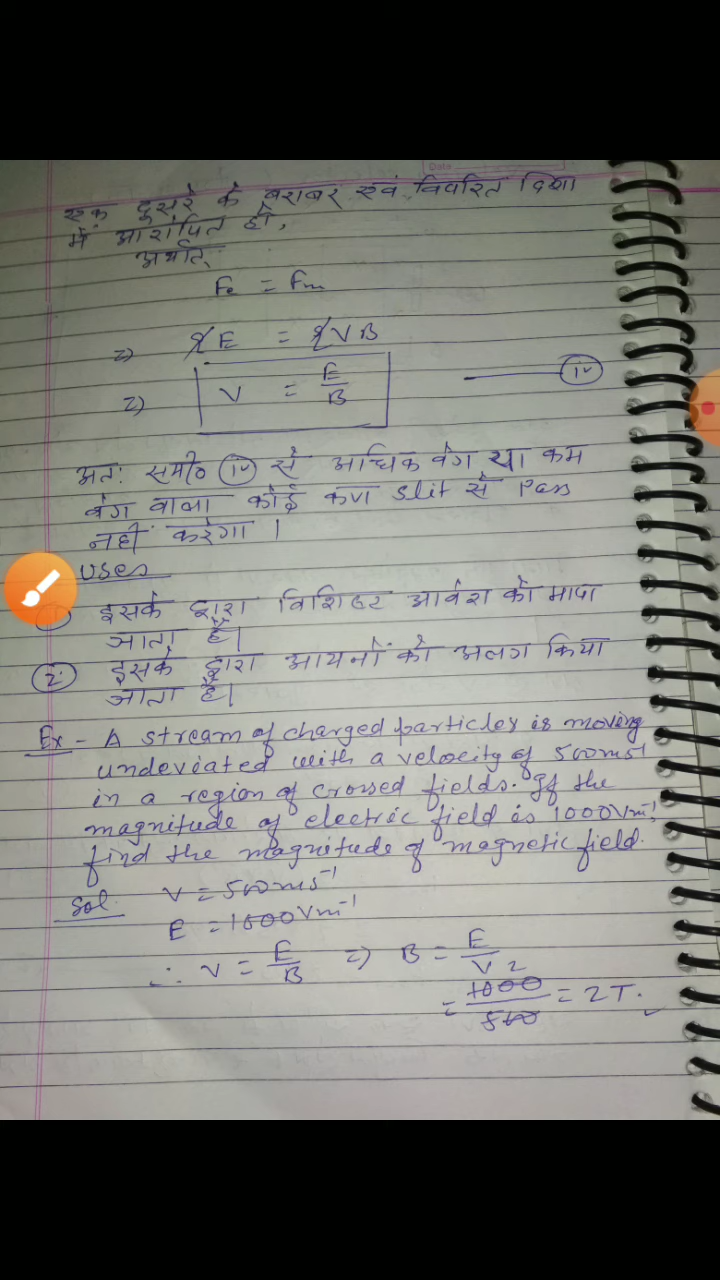 Date
एक दुसरे के बराबर एवं विपरित दिशा
में आरोपित हो,
अर्थात्,
Fe = Fm
=) qE = qVB
=) V = E/B (iv)
अतः समी० (iv) से अधिक वेग या कम
वेग वाला कोई कण slit से Pass
नहीं करेगा ।
Uses
इसके द्वारा विशिष्ट आवेश को मापा
जाता है।
2. इसके द्वारा आयनों को अलग किया
जाता है।
Ex - A stream of charged particles is moving
undeviated with a velocity of 500ms-1
in a region of crossed fields. If the
magnitude of electric field is 1000Vm-1,
find the magnitude of magnetic field.
Sol. V = 500ms-1
E = 1000Vm-1
∴ V = E/B =) B = E/V
= 1000/500 2 = 2T.